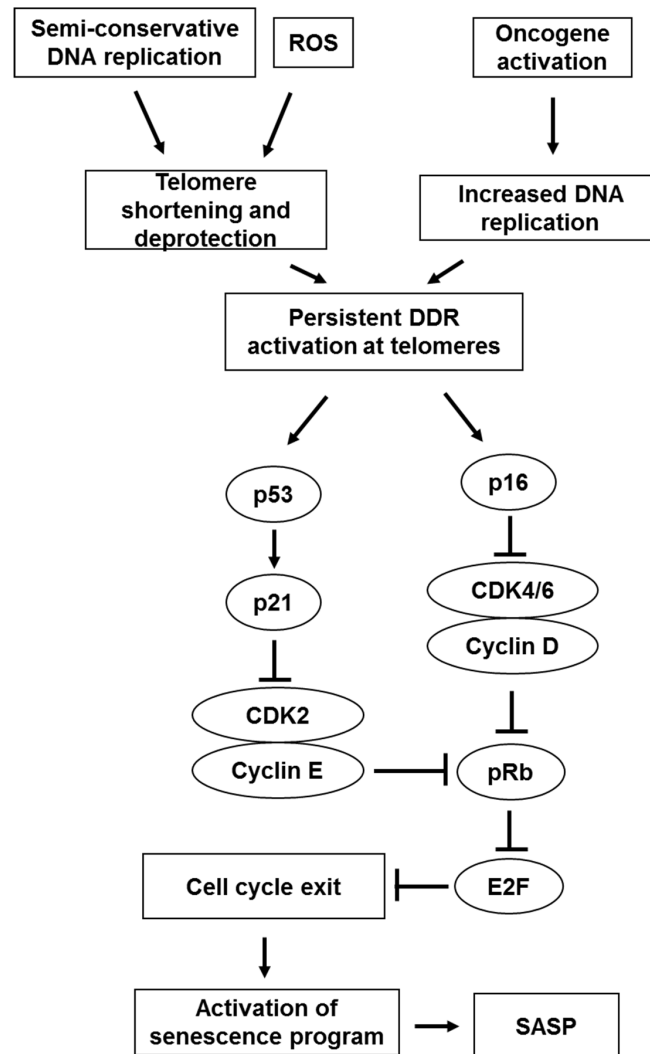 Semi-conservative
DNA replication
ROS
Oncogene
activation
Telomere
shortening and
deprotection
Increased DNA
replication
Persistent DDR
activation at telomeres
p53
p16
p21
CDK4/6
Cyclin D
CDK2
Cyclin E
pRb
Cell cycle exit
E2F
Activation of
senescence program
SASP